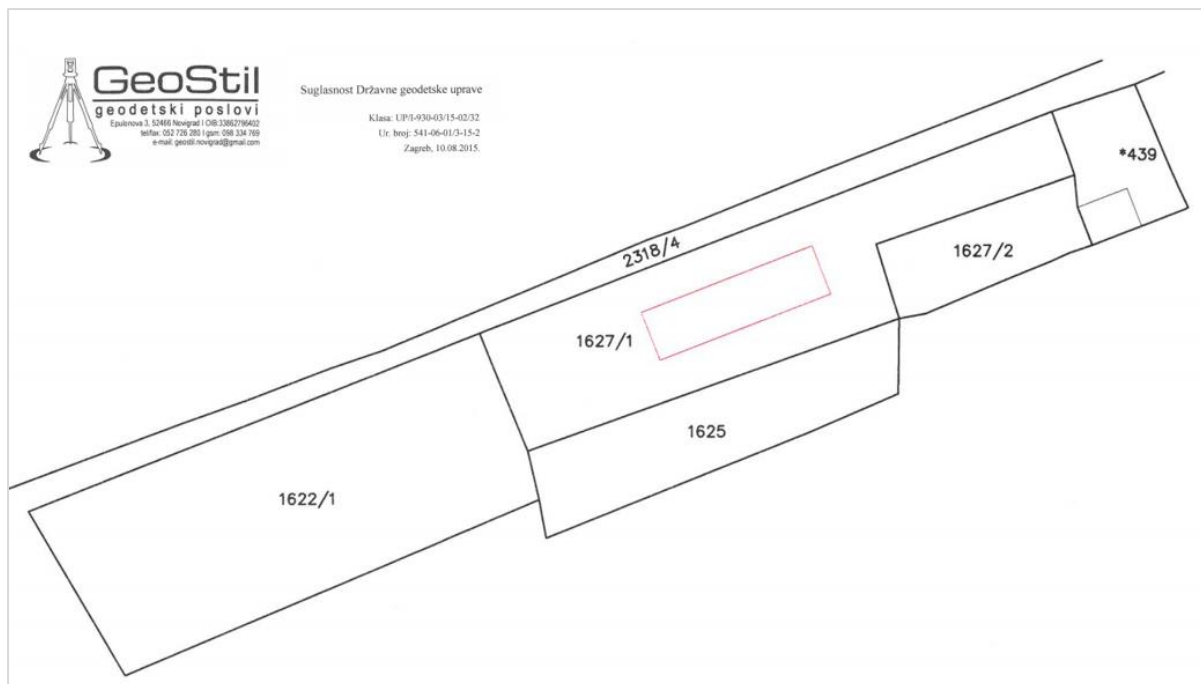 GeoStil
geodetski poslovi
Epulonova 3, 52466 Novigrad I OIB:33862796402
tel/fax: 052 726 280 I gsm: 098 334 769
e-mail: geostil.novigrad@gmail.com
Suglasnost Državne geodetske uprave
Klasa: UP/I-930-03/15-02/32
Ur. broj: 541-06-01/3-15-2
Zagreb, 10.08.2015.
*439
2318/4
1627/2
1627/1
1625
1622/1